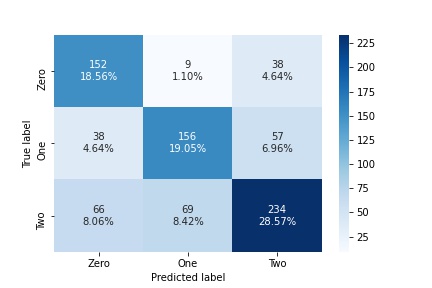 152 9 38
18.56% 1.10% 4.64%
38 156 57
4.64% 19.05% 6.96%
66 69 234
8.06% 8.42% 28.57%
Zero
One
Two
True label
Zero One Two
Predicted label
225
200
175
150
125
100
75
50
25